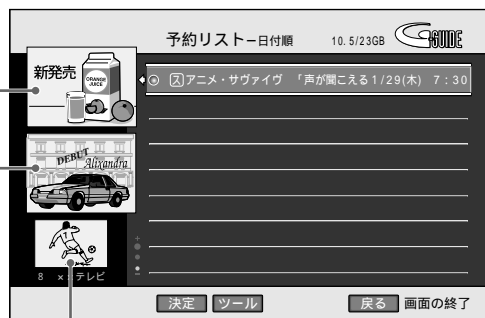 予約リストー日付順 10. 5/23GB G-GUIDE
新発売
ORANGE JUICE
ス アニメ・サヴァイヴ 「声が聞こえる 1/29(木) 7:30
DEBUT
Alixandra
8 ×× テレビ
決定 ツール 戻る 画面の終了